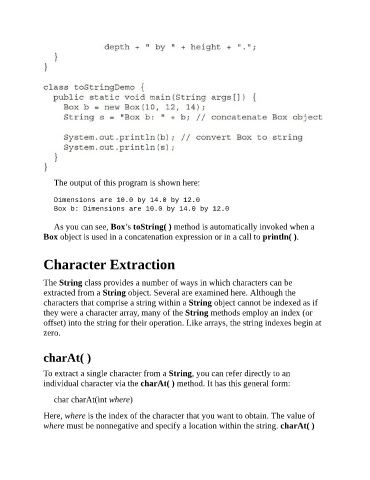 depth + " by " + height + ".";
}
}
class toStringDemo {
public static void main(String args[]) {
Box b = new Box(10, 12, 14);
String s = "Box b: " + b; // concatenate Box object
System.out.println(b); // convert Box to string
System.out.println(s);
}
}
The output of this program is shown here:
Dimensions are 10.0 by 14.0 by 12.0
Box b: Dimensions are 10.0 by 14.0 by 12.0
As you can see, Box's toString( ) method is automatically invoked when a
Box object is used in a concatenation expression or in a call to println( ).
Character Extraction
The String class provides a number of ways in which characters can be
extracted from a String object. Several are examined here. Although the
characters that comprise a string within a String object cannot be indexed as if
they were a character array, many of the String methods employ an index (or
offset) into the string for their operation. Like arrays, the string indexes begin at
zero.
charAt( )
To extract a single character from a String, you can refer directly to an
individual character via the charAt( ) method. It has this general form:
char charAt(int where)
Here, where is the index of the character that you want to obtain. The value of
where must be nonnegative and specify a location within the string. charAt( )